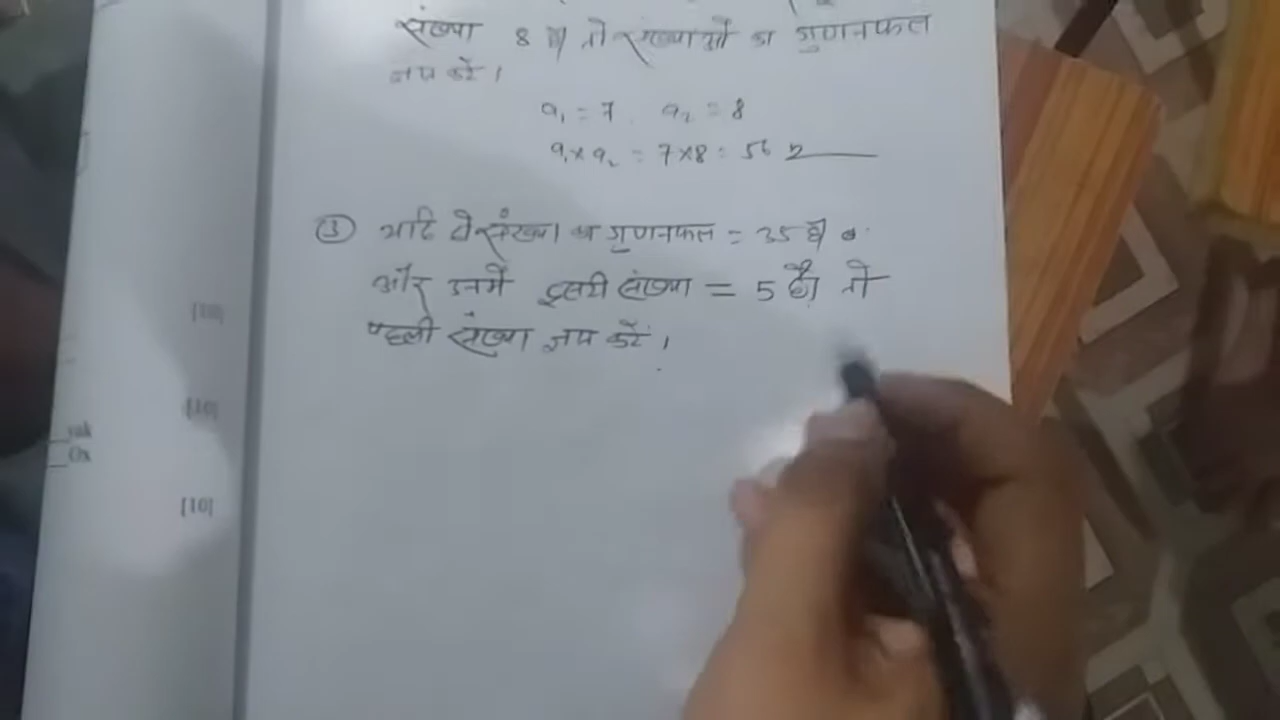 संख्या 8 है तो संख्याओं का गुणनफल
ज्ञात करें।
a₁ = 7 a₂ = 8
a₁ × a₂ = 7×8 = 56
③ यदि दो संख्या का गुणनफल = 35 है
और उनमें दूसरी संख्या = 5 है, तो
पहली संख्या ज्ञात करें।
[10]
[10]
[10]